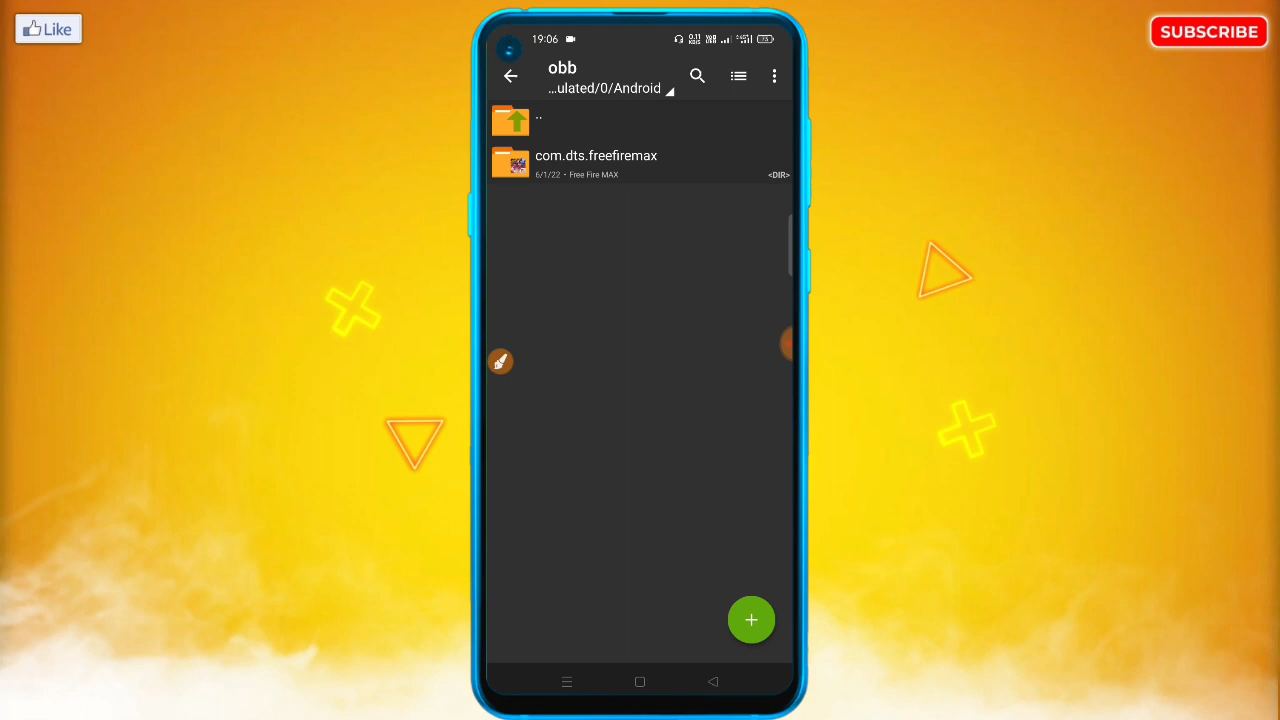 Like
SUBSCRIBE
19:06
obb
...ulated/0/Android
..
com.dts.freefiremax
6/1/22 • Free Fire MAX
<DIR>